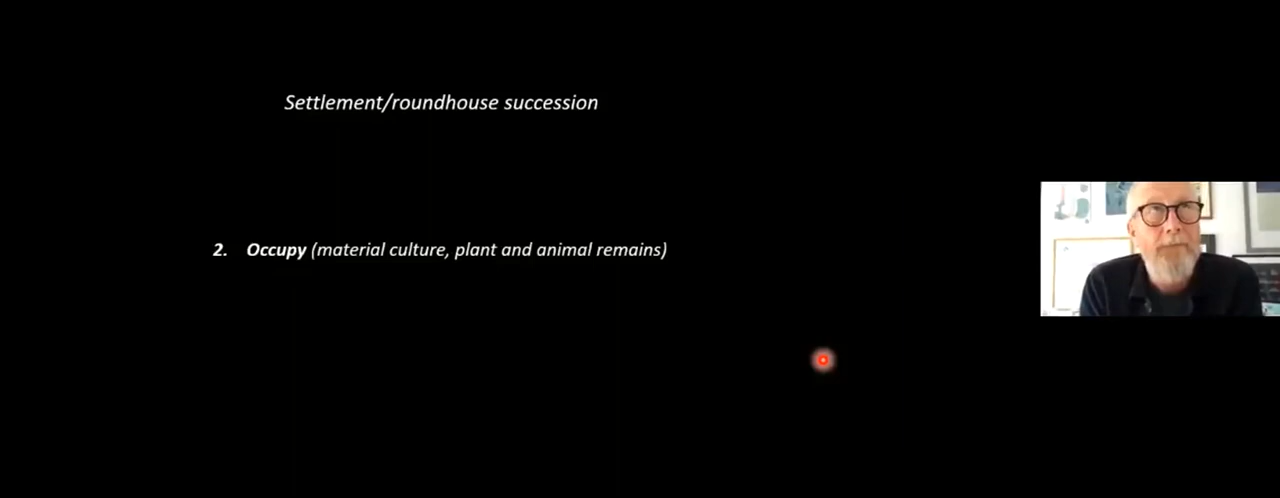 Settlement/roundhouse succession
2. Occupy (material culture, plant and animal remains)